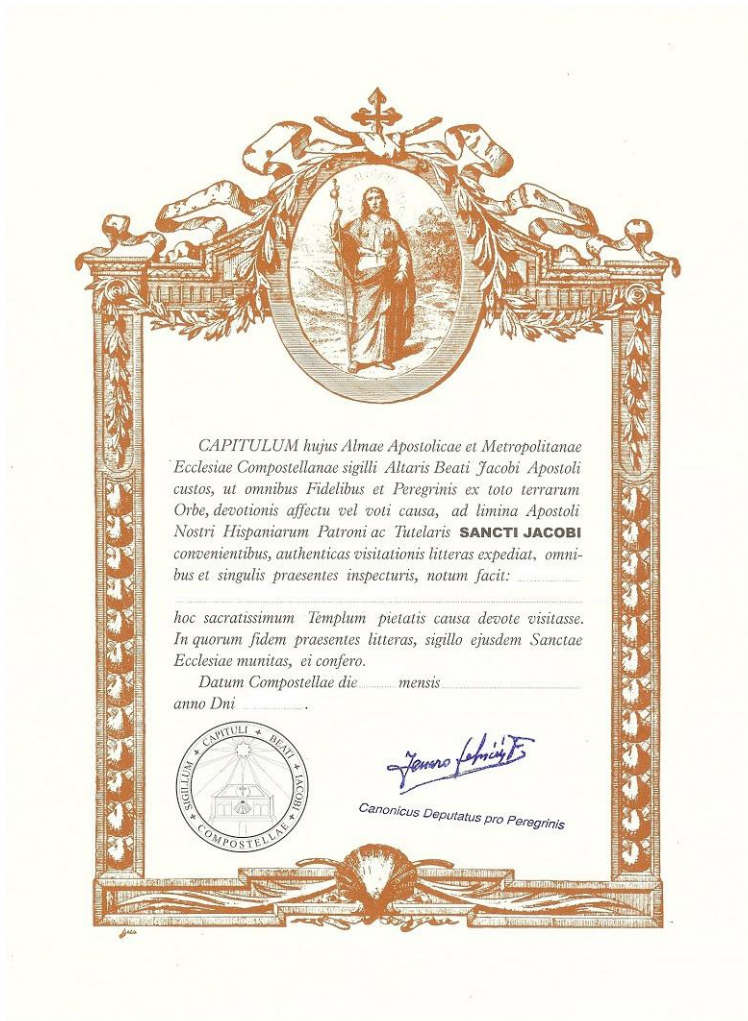 CAPITULUM hujus Almae Apostolicae et Metropolitanae
Ecclesiae Compostellanae sigilli Altaris Beati Jacobi Apostoli
custos, ut omnibus Fidelibus et Peregrinis ex toto terrarum
Orbe, devotionis affectu vel voti causa, ad limina Apostoli
Nostri Hispaniarum Patroni ac Tutelaris SANCTI JACOBI
convenientibus, authenticas visitationis litteras expediat, omni-
bus et singulis praesentes inspecturis, notum facit:
hoc sacratissimum Templum pietatis causa devote visitasse.
In quorum fidem praesentes litteras, sigillo ejusdem Sanctae
Ecclesiae munitas, ei confero.
Datum Compostellae die mensis
anno Dni .
SIGILLUM + CAPITULI + BEATI + IACOBI + COMPOSTELLAE +
Canonicus Deputatus pro Peregrinis